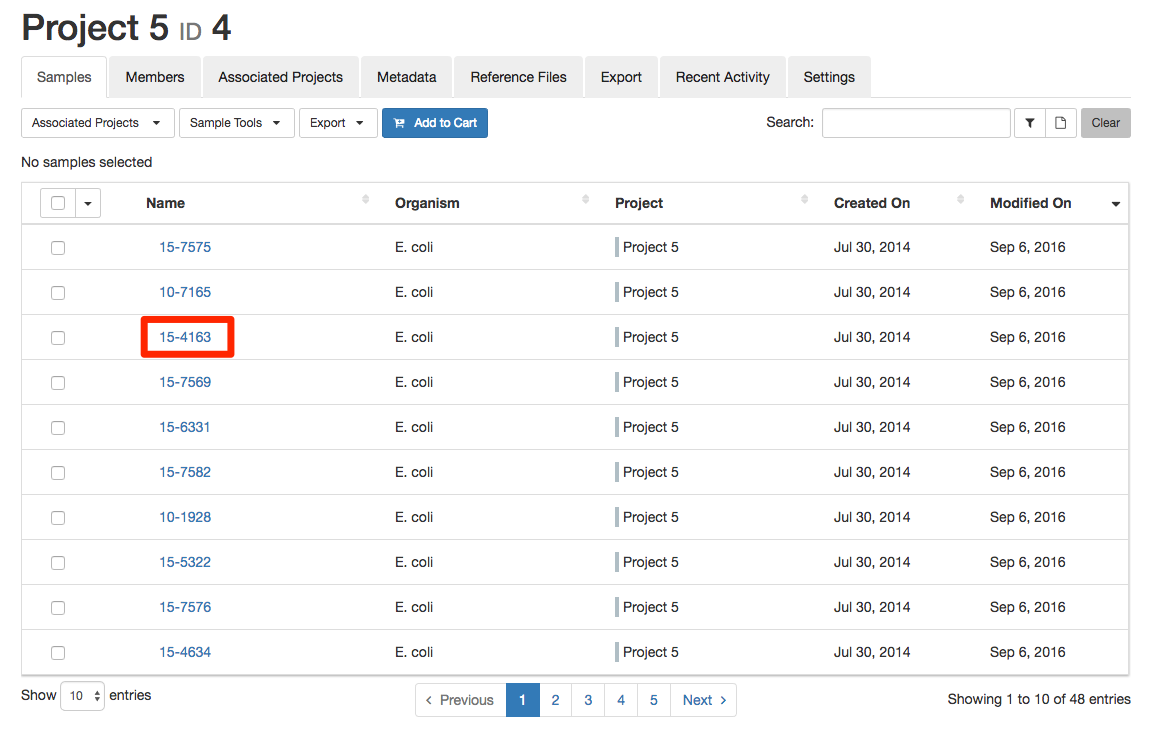 Project 5 ID 4
Samples Members Associated Projects Metadata Reference Files Export Recent Activity Settings
Associated Projects Sample Tools Export Add to Cart Search: Clear
No samples selected
Name Organism Project Created On Modified On
15-7575 E. coli Project 5 Jul 30, 2014 Sep 6, 2016
10-7165 E. coli Project 5 Jul 30, 2014 Sep 6, 2016
15-4163 E. coli Project 5 Jul 30, 2014 Sep 6, 2016
15-7569 E. coli Project 5 Jul 30, 2014 Sep 6, 2016
15-6331 E. coli Project 5 Jul 30, 2014 Sep 6, 2016
15-7582 E. coli Project 5 Jul 30, 2014 Sep 6, 2016
10-1928 E. coli Project 5 Jul 30, 2014 Sep 6, 2016
15-5322 E. coli Project 5 Jul 30, 2014 Sep 6, 2016
15-7576 E. coli Project 5 Jul 30, 2014 Sep 6, 2016
15-4634 E. coli Project 5 Jul 30, 2014 Sep 6, 2016
Show 10 entries ‹ Previous 1 2 3 4 5 Next › Showing 1 to 10 of 48 entries